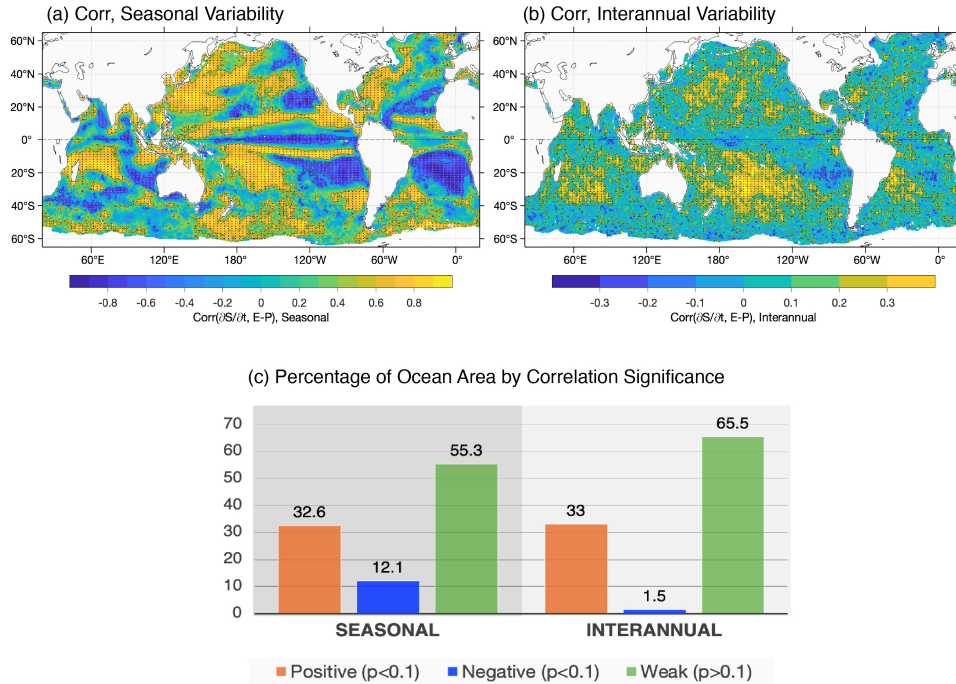 (a) Corr, Seasonal Variability
60°N
40°N
20°N
0°
20°S
40°S
60°S
60°E
120°E
180°W
120°W
60°W
0°
-0.8
-0.6
-0.4
-0.2
0
0.2
0.4
0.6
0.8
Corr(∂S/∂t, E-P), Seasonal
(b) Corr, Interannual Variability
60°N
40°N
20°N
0°
20°S
40°S
60°S
60°E
120°E
180°W
120°W
60°W
0°
-0.3
-0.2
-0.1
0
0.1
0.2
0.3
Corr(∂S/∂t, E-P), Interannual
(c) Percentage of Ocean Area by Correlation Significance
70
60
50
40
30
20
10
0
32.6
12.1
55.3
33
1.5
65.5
SEASONAL
INTERANNUAL
Positive (p<0.1)
Negative (p<0.1)
Weak (p>0.1)